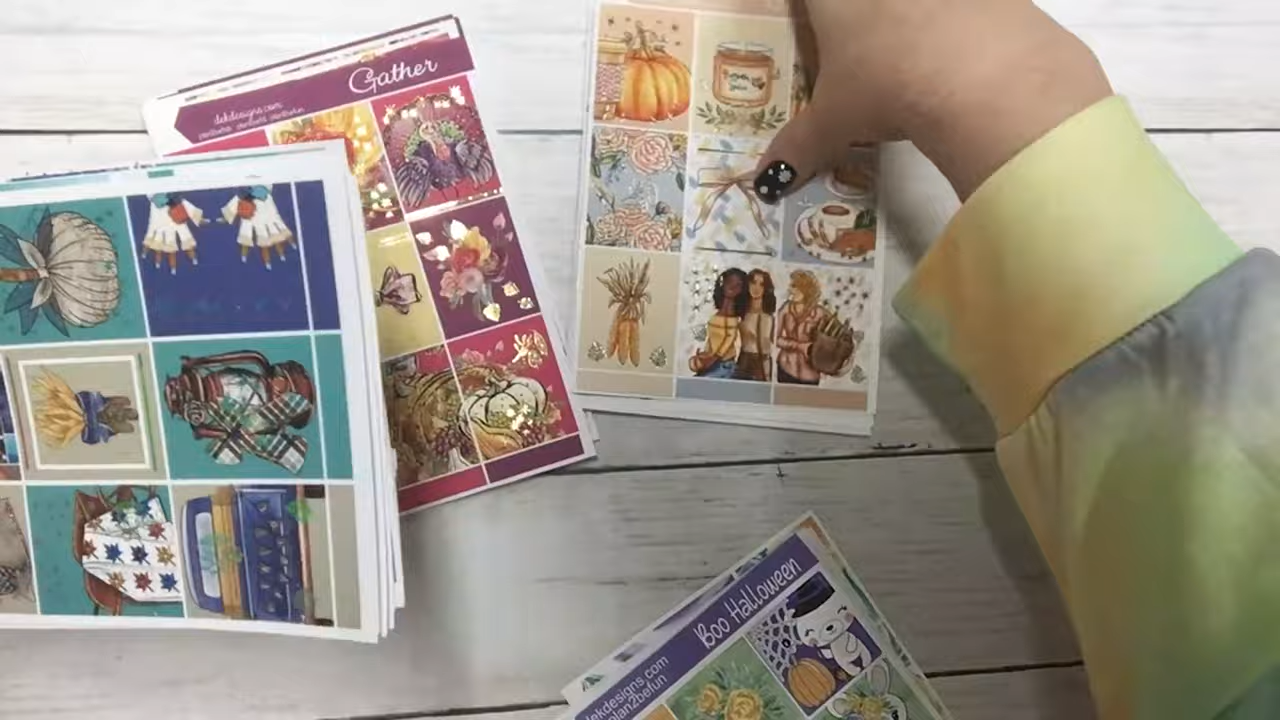 Gather
dekdesigns.com
Boo Halloween
dekdesigns.com
plan2befun